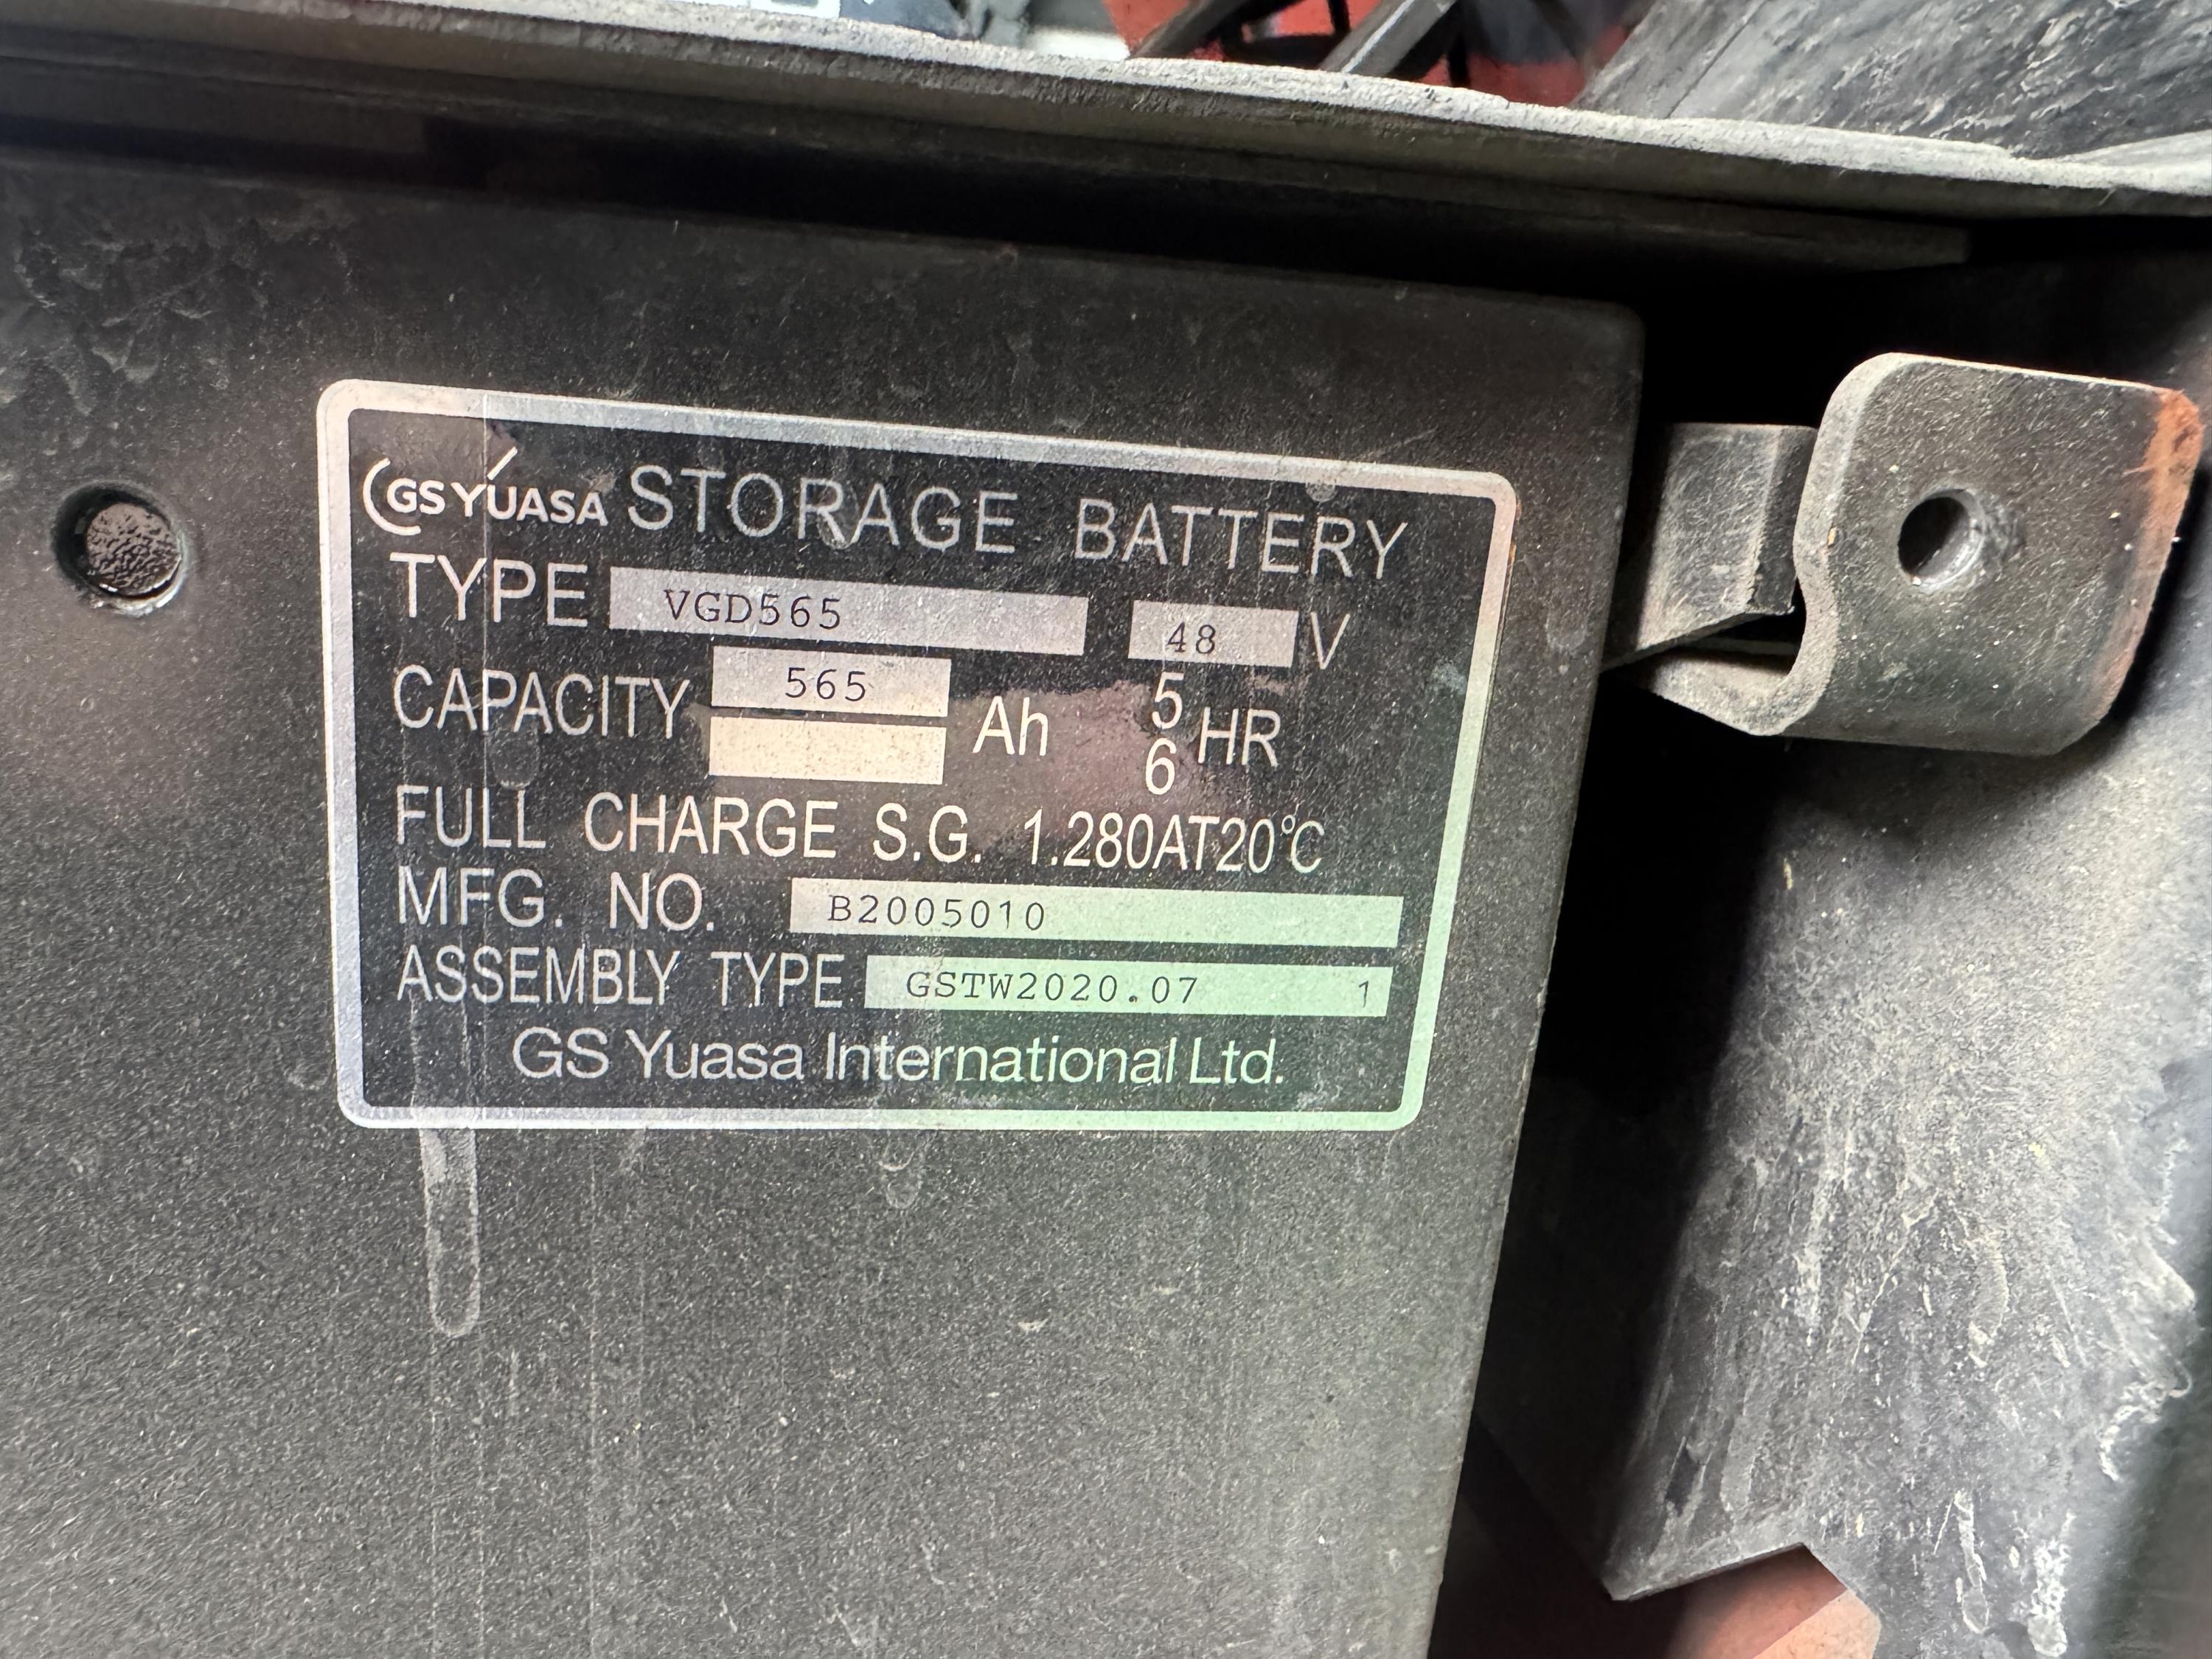 GS YUASA STORAGE BATTERY
TYPE VGD565 48 V
CAPACITY 565 Ah 5 6 HR
FULL CHARGE S.G. 1.280AT20°C
MFG. NO. B2005010
ASSEMBLY TYPE GSTW2020.07 1
GS Yuasa International Ltd.